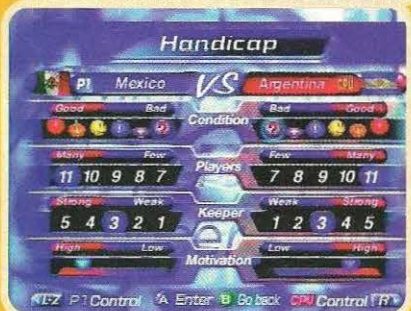 Handicap
P1 Mexico VS Argentina CPU
Good Bad Condition Bad Good
Many Few Players Few Many
11 10 9 8 7 7 8 9 10 11
Strong Weak Keeper Weak Strong
5 4 3 2 1 1 2 3 4 5
High Low Motivation Low High
L-Z P1 Control A Enter B Go back CPU Control R